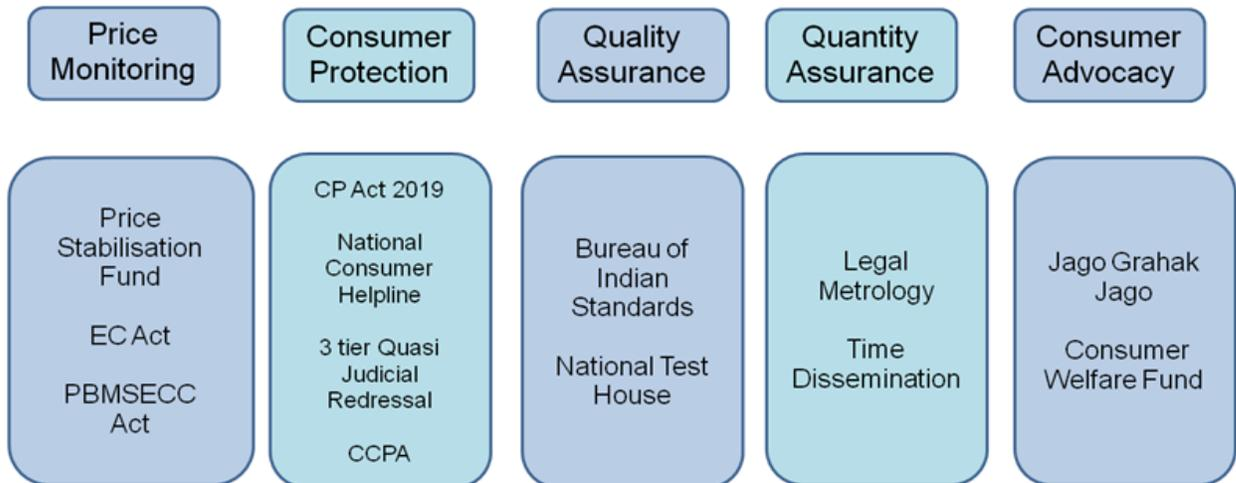 Price
Monitoring
Consumer
Protection
Quality
Assurance
Quantity
Assurance
Consumer
Advocacy
Price
Stabilisation
Fund
EC Act
PBMSECC
Act
CP Act 2019
National
Consumer
Helpline
3 tier Quasi
Judicial
Redressal
CCPA
Bureau of
Indian
Standards
National Test
House
Legal
Metrology
Time
Dissemination
Jago Grahak
Jago
Consumer
Welfare Fund